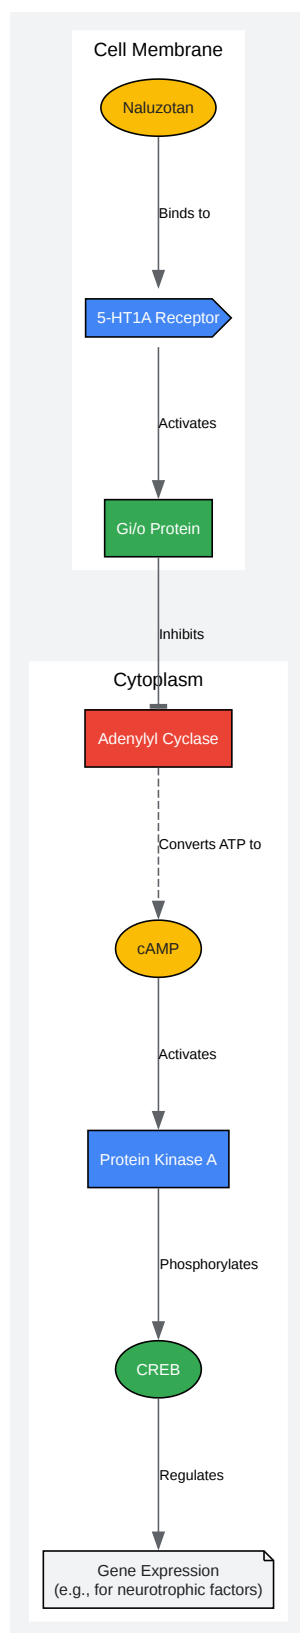 Cell Membrane
Naluzotan
Binds to
5-HT1A Receptor
Activates
Gi/o Protein
Inhibits
Cytoplasm
Adenylyl Cyclase
Converts ATP to
cAMP
Activates
Protein Kinase A
Phosphorylates
CREB
Regulates
Gene Expression
(e.g., for neurotrophic factors)